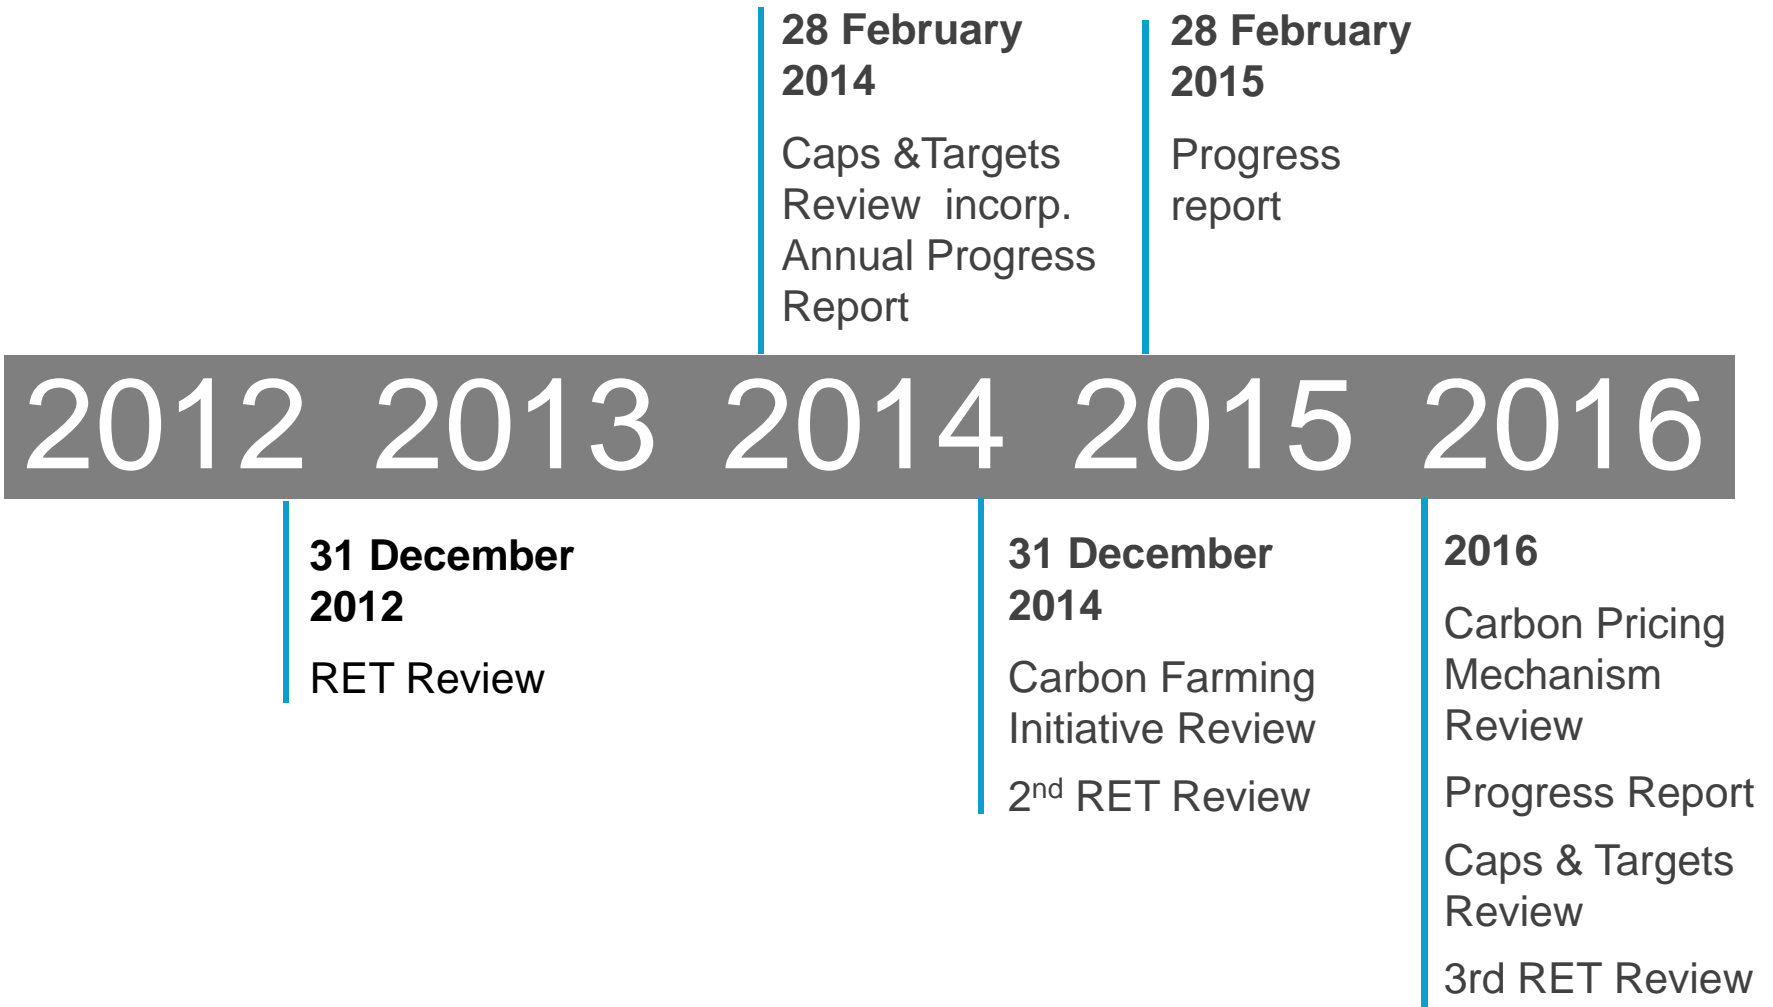 28 February
2014
Caps &Targets
Review  incorp.
Annual Progress
Report
28 February
2015
Progress
report
2012 2013 2014 2015 2016
31 December
2012
RET Review
31 December
2014
Carbon Farming
Initiative Review
2nd RET Review
2016
Carbon Pricing
Mechanism
Review
Progress Report
Caps & Targets
Review
3rd RET Review